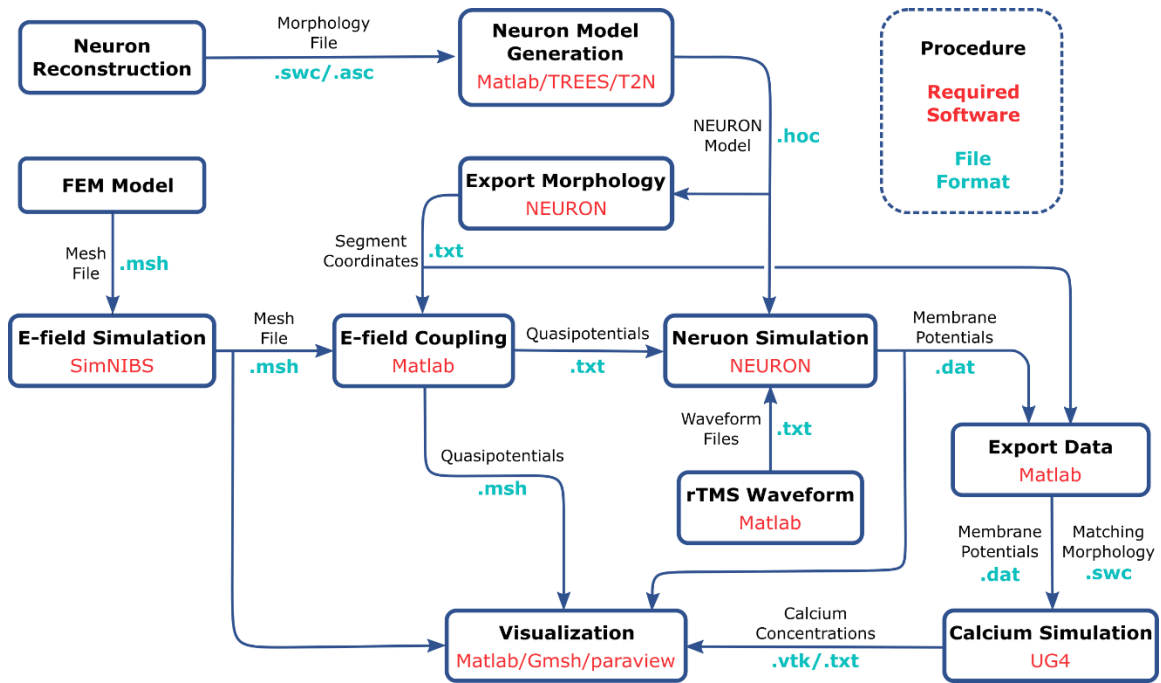 Neuron
Reconstruction
Morphology
File
.swc/.asc
Neuron Model
Generation
Matlab/TREES/T2N
Procedure
Required
Software
File
Format
NEURON
Model
.hoc
FEM Model
Export Morphology
NEURON
Mesh
File
.msh
Segment
Coordinates
.txt
E-field Simulation
SimNIBS
Mesh
File
.msh
E-field Coupling
Matlab
Quasipotentials
.txt
Neruon Simulation
NEURON
Membrane
Potentials
.dat
Waveform
Files
.txt
Export Data
Matlab
Quasipotentials
.msh
rTMS Waveform
Matlab
Membrane
Potentials
.dat
Matching
Morphology
.swc
Visualization
Matlab/Gmsh/paraview
Calcium
Concentrations
.vtk/.txt
Calcium Simulation
UG4